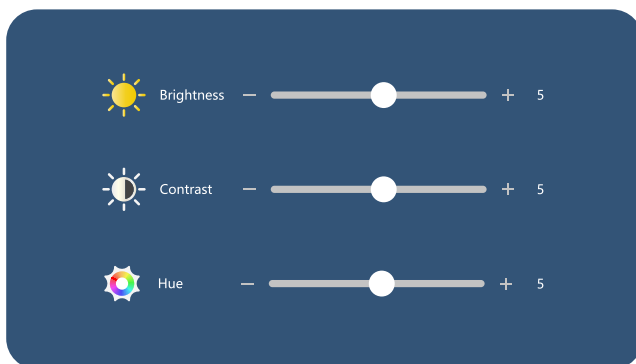 Brightness — + 5
Contrast — + 5
Hue — + 5